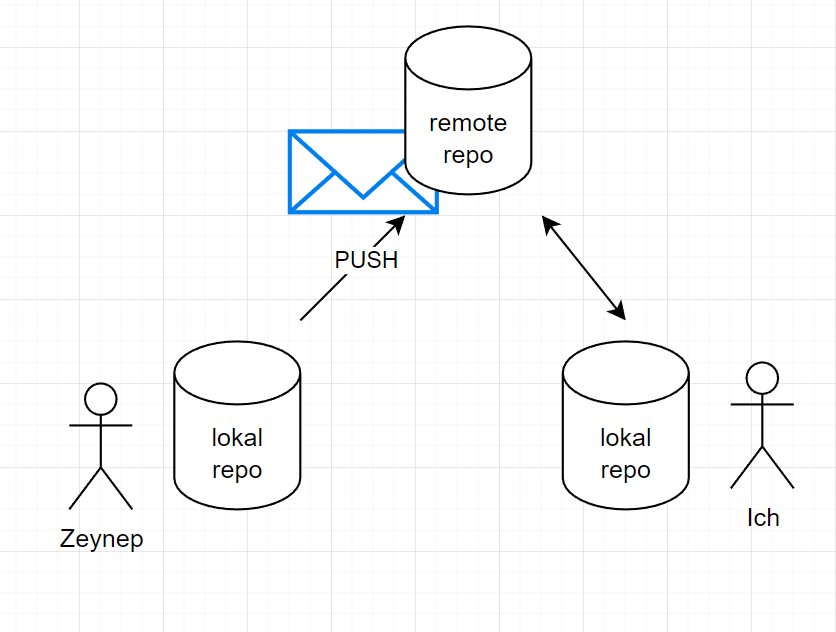 remote
repo
PUSH
lokal
repo
lokal
repo
Zeynep
Ich